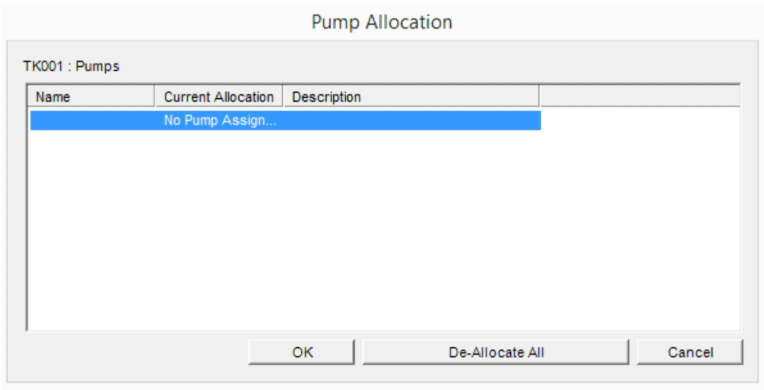 Pump Allocation
TK001 : Pumps
Name Current Allocation Description
No Pump Assign...
OK De-Allocate All Cancel